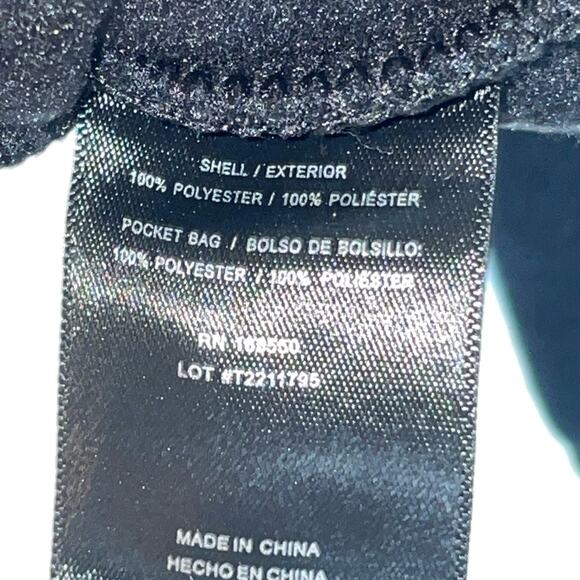 SHELL / EXTERIOR
100% POLYESTER / 100% POLIÉSTER
POCKET BAG / BOLSO DE BOLSILLO:
100% POLYESTER / 100% POLIÉSTER
RN
LOT #T2211795
MADE IN CHINA
HECHO EN CHINA